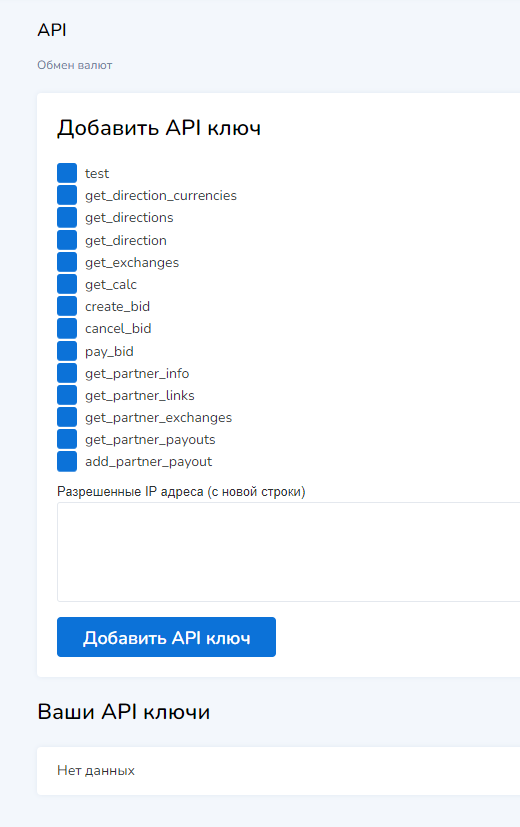 API
Обмен валют
Добавить API ключ
test
get_direction_currencies
get_directions
get_direction
get_exchanges
get_calc
create_bid
cancel_bid
pay_bid
get_partner_info
get_partner_links
get_partner_exchanges
get_partner_payouts
add_partner_payout
Разрешенные IP адреса (с новой строки)
Добавить API ключ
Ваши API ключи
Нет данных